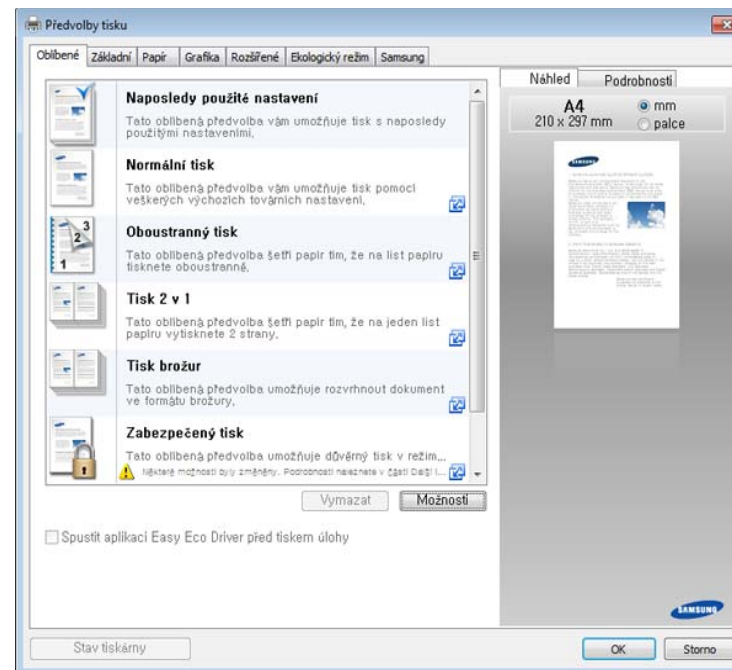 Předvolby tisku
Oblíbené Základní Papír Grafika Rozšířené Ekologický režim Samsung
Naposledy použité nastavení
Tato oblíbená předvolba vám umožňuje tisk s naposledy
použitými nastaveními.
Normální tisk
Tato oblíbená předvolba vám umožňuje tisk pomocí
veškerých výchozích továrních nastavení.
Oboustranný tisk
Tato oblíbená předvolba šetří papír tím, že na list papíru
tisknete oboustranně.
Tisk 2 v 1
Tato oblíbená předvolba šetří papír tím, že na jeden list
papíru vytisknete 2 strany.
Tisk brožur
Tato oblíbená předvolba umožňuje rozvrhnout dokument
ve formátu brožury.
Zabezpečený tisk
Tato oblíbená předvolba umožňuje důvěrný tisk v režim...
Některé možnosti byly změněny. Podrobnosti naleznete v části Další i...
Vymazat Možnosti
Spustit aplikaci Easy Eco Driver před tiskem úlohy
Stav tiskárny
Náhled Podrobnosti
A4
210 x 297 mm
mm
palce
SAMSUNG
SAMSUNG
OK Storno